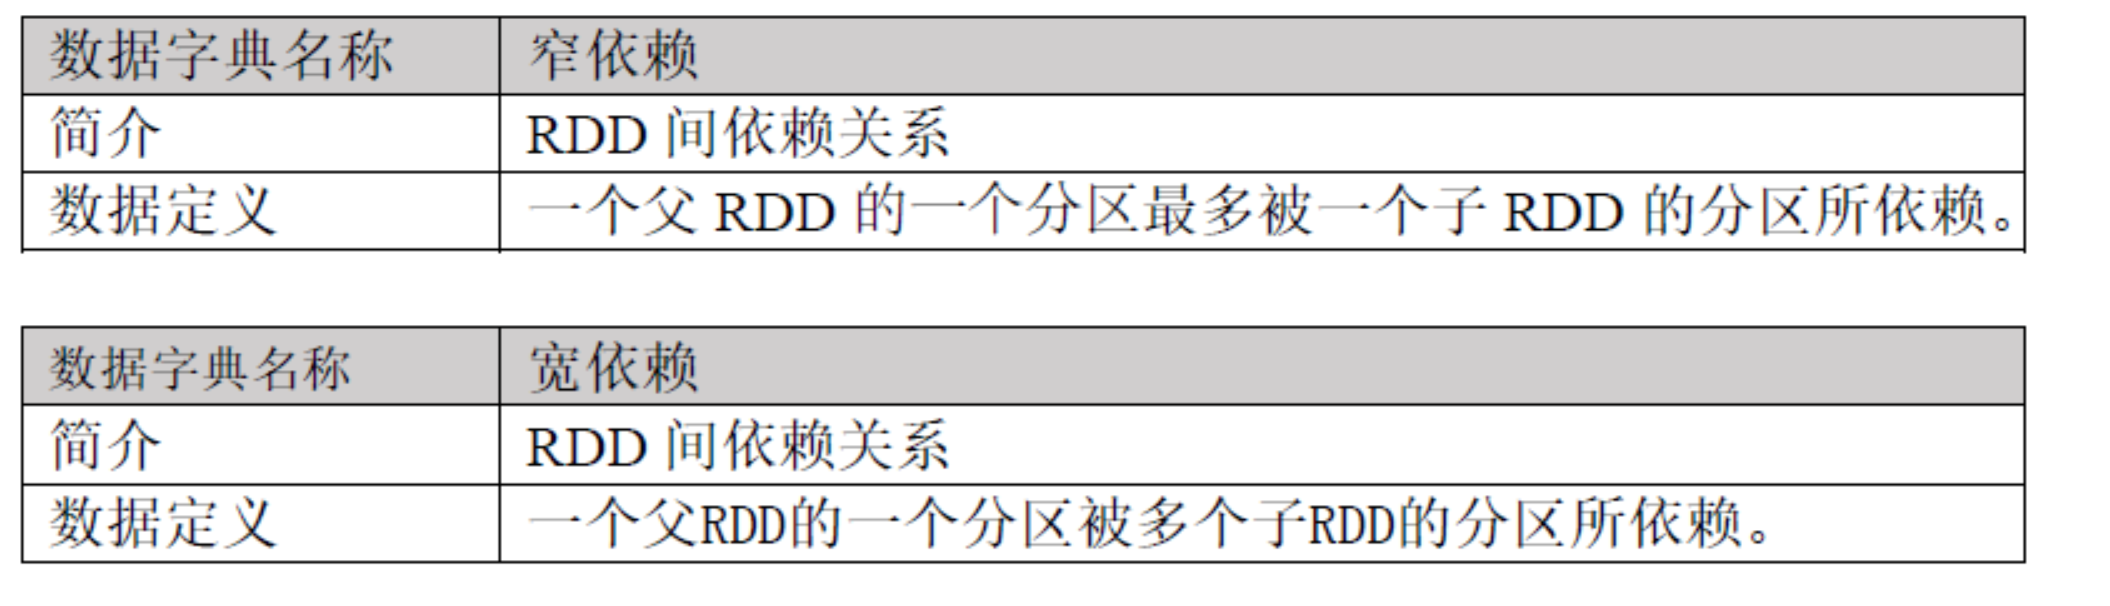 数据字典名称 窄依赖
简介 RDD 间依赖关系
数据定义 一个父 RDD 的一个分区最多被一个子 RDD 的分区所依赖。
数据字典名称 宽依赖
简介 RDD 间依赖关系
数据定义 一个父RDD的一个分区被多个子RDD的分区所依赖。